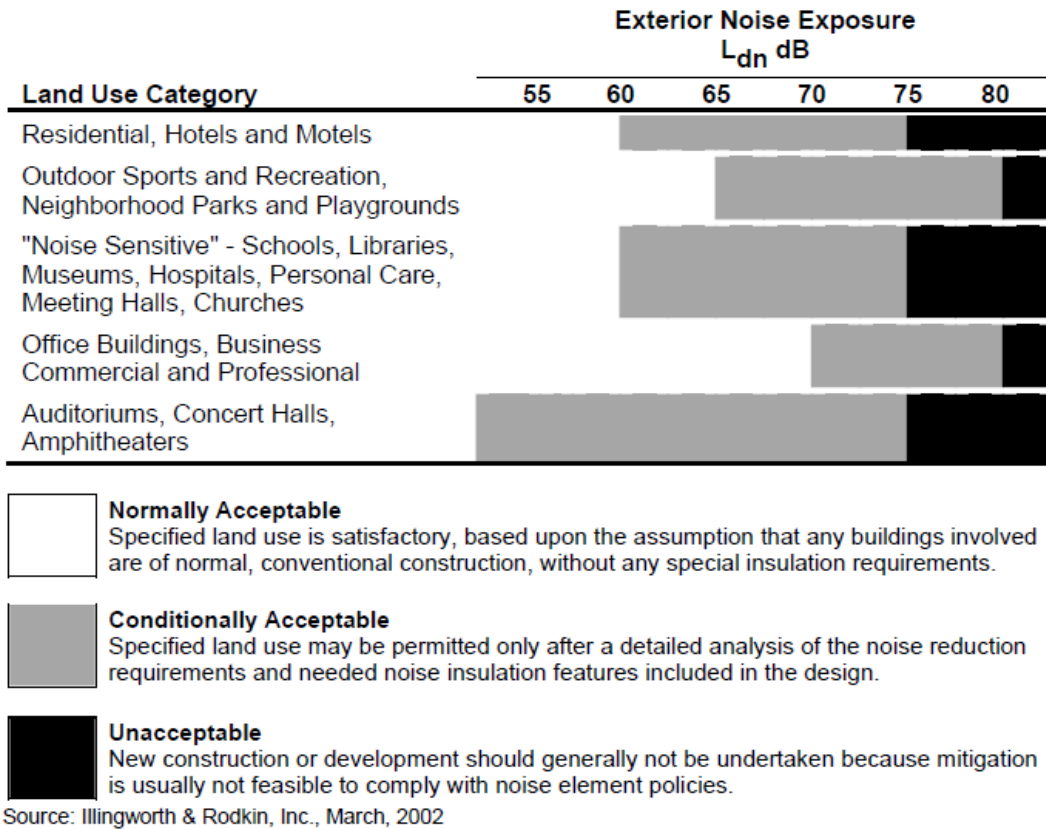 Exterior Noise Exposure
Ldn dB
Land Use Category 55 60 65 70 75 80
Residential, Hotels and Motels
Outdoor Sports and Recreation,
Neighborhood Parks and Playgrounds
"Noise Sensitive" - Schools, Libraries,
Museums, Hospitals, Personal Care,
Meeting Halls, Churches
Office Buildings, Business
Commercial and Professional
Auditoriums, Concert Halls,
Amphitheaters
Normally Acceptable
Specified land use is satisfactory, based upon the assumption that any buildings involved
are of normal, conventional construction, without any special insulation requirements.
Conditionally Acceptable
Specified land use may be permitted only after a detailed analysis of the noise reduction
requirements and needed noise insulation features included in the design.
Unacceptable
New construction or development should generally not be undertaken because mitigation
is usually not feasible to comply with noise element policies.
Source: Illingworth & Rodkin, Inc., March, 2002